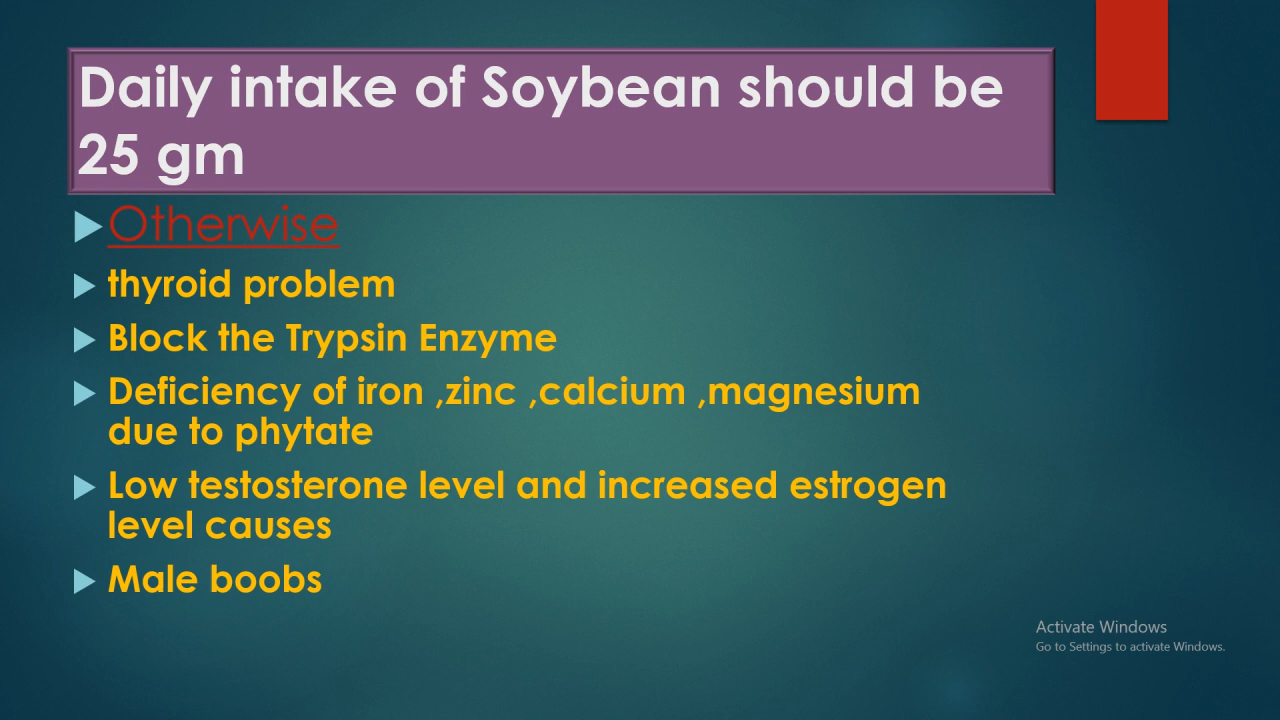 Daily intake of Soybean should be
25 gm
Otherwise
thyroid problem
Block the Trypsin Enzyme
Deficiency of iron ,zinc ,calcium ,magnesium
due to phytate
Low testosterone level and increased estrogen
level causes
Male boobs
Activate Windows
Go to Settings to activate Windows.